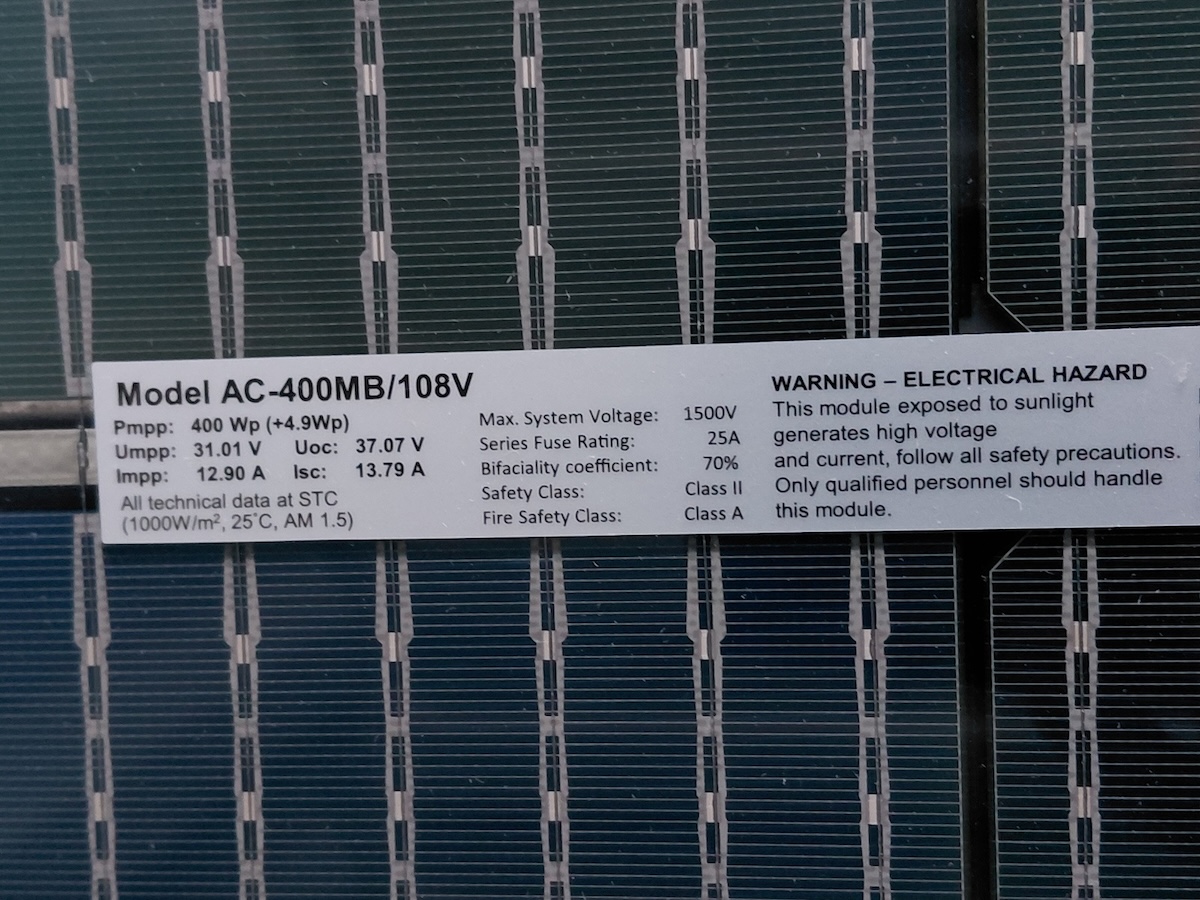 Model AC-400MB/108V
Pmpp: 400 Wp (+4.9Wp)
Umpp: 31.01 V Uoc: 37.07 V
Impp: 12.90 A Isc: 13.79 A
All technical data at STC
(1000W/m², 25°C, AM 1.5)
Max. System Voltage: 1500V
Series Fuse Rating: 25A
Bifaciality coefficient: 70%
Safety Class: Class II
Fire Safety Class: Class A
WARNING – ELECTRICAL HAZARD
This module exposed to sunlight
generates high voltage
and current, follow all safety precautions.
Only qualified personnel should handle
this module.